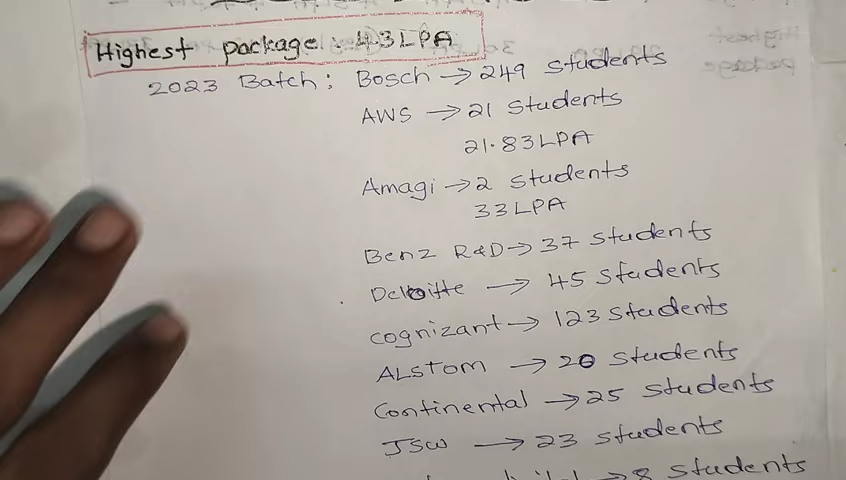 Highest package: 43LPA
2023 Batch: Bosch → 249 students
AWS → 21 Students
21.83LPA
Amagi → 2 students
33LPA
Benz R&D → 37 students
Deloitte → 45 students
cognizant → 123 students
ALSTOM → 20 students
Continental → 25 students
JSW → 23 students
→ 8 students